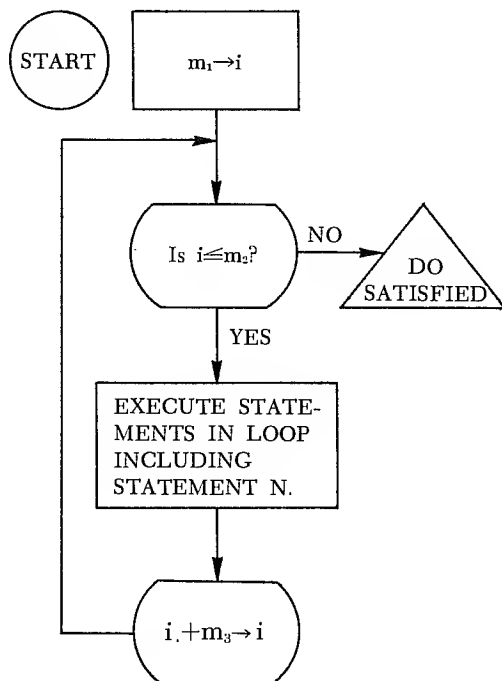 START
m₁→i
Is i≦m₂?
NO
DO
SATISFIED
YES
EXECUTE STATE-
MENTS IN LOOP
INCLUDING
STATEMENT N.
i.+m₃→i